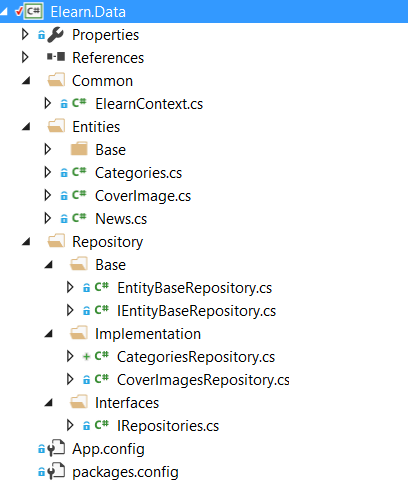 C# Elearn.Data
Properties
References
Common
C# ElearnContext.cs
Entities
Base
C# Categories.cs
C# CoverImage.cs
C# News.cs
Repository
Base
C# EntityBaseRepository.cs
C# IEntityBaseRepository.cs
Implementation
C# CategoriesRepository.cs
C# CoverImagesRepository.cs
Interfaces
C# IRepositories.cs
App.config
packages.config